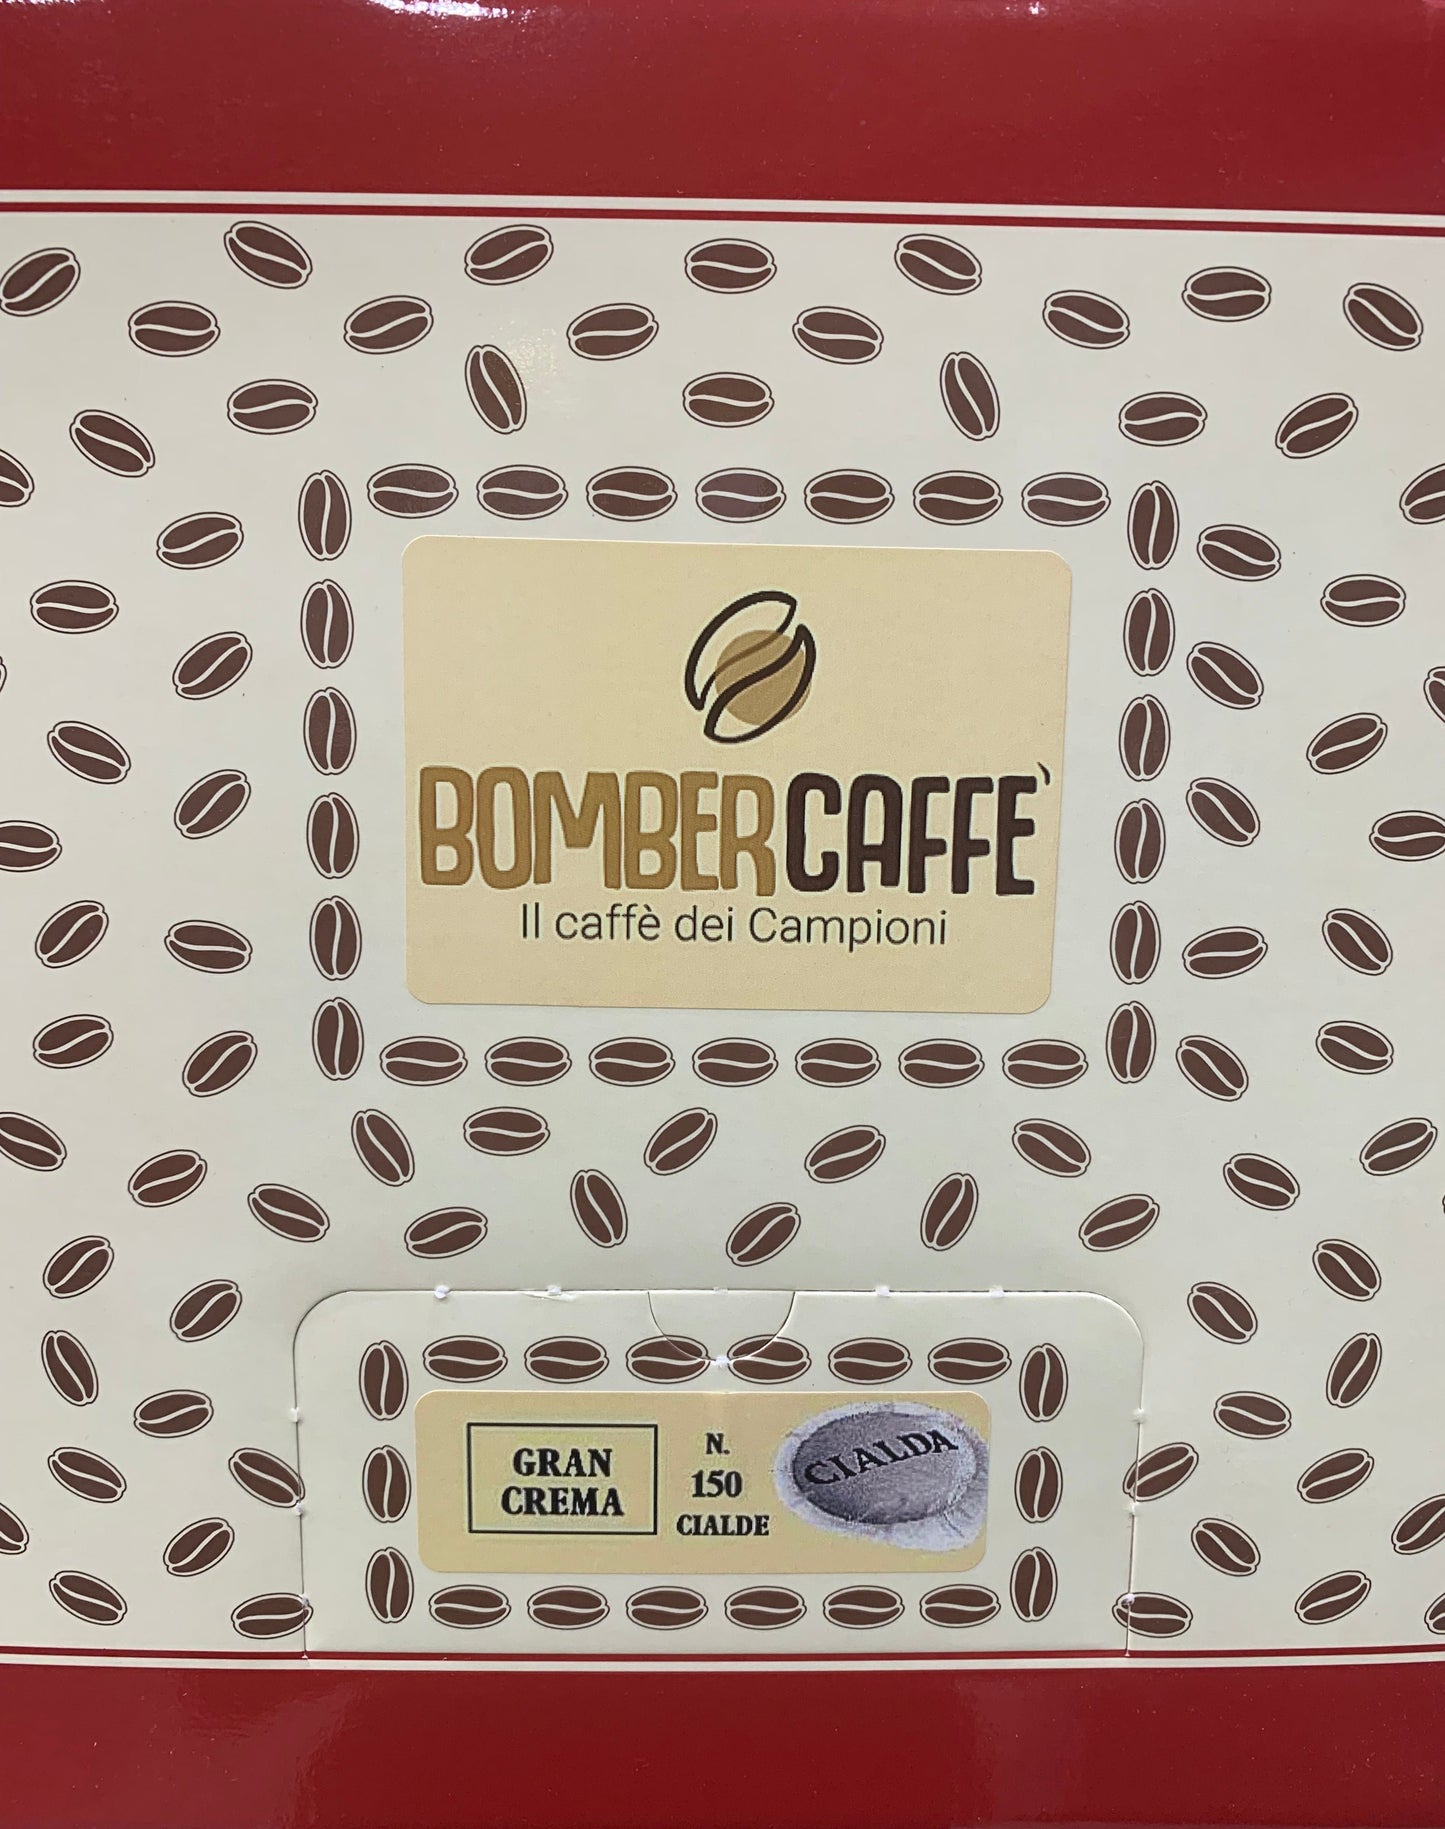 BOMBERCAFFE`
Il caffè dei Campioni
GRAN
CREMA
N.
150
CIALDE
CIALDA